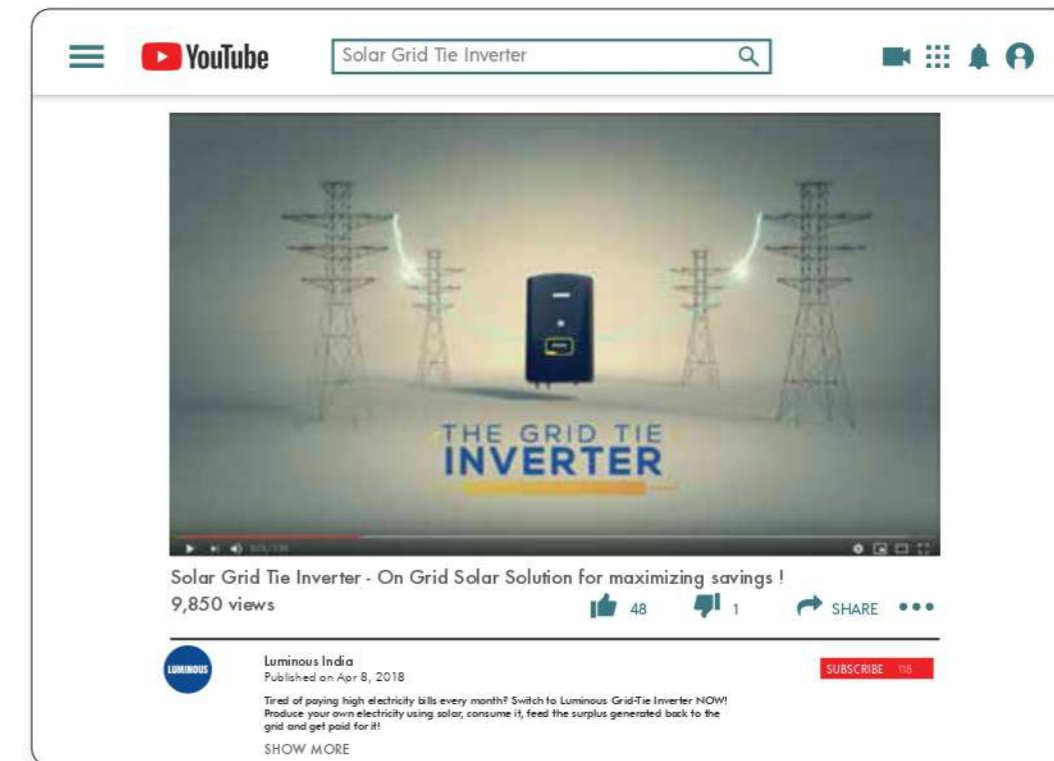 YouTube
Solar Grid Tie Inverter
THE GRID TIE
INVERTER
Solar Grid Tie Inverter - On Grid Solar Solution for maximizing savings !
9,850 views
48
1
SHARE
LUMINOUS
Luminous India
Published on Apr 8, 2018
SUBSCRIBE 118
Tired of paying high electricity bills every month? Switch to Luminous Grid-Tie Inverter NOW!
Produce your own electricity using solar, consume it, feed the surplus generated back to the
grid and get paid for it!
SHOW MORE